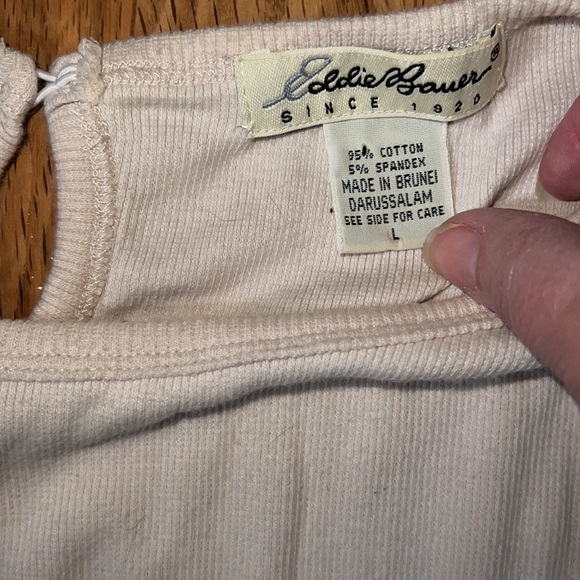 Eddie Bauer ®
SINCE 1920
95% COTTON
5% SPANDEX
MADE IN BRUNEI
DARUSSALAM
SEE SIDE FOR CARE
L